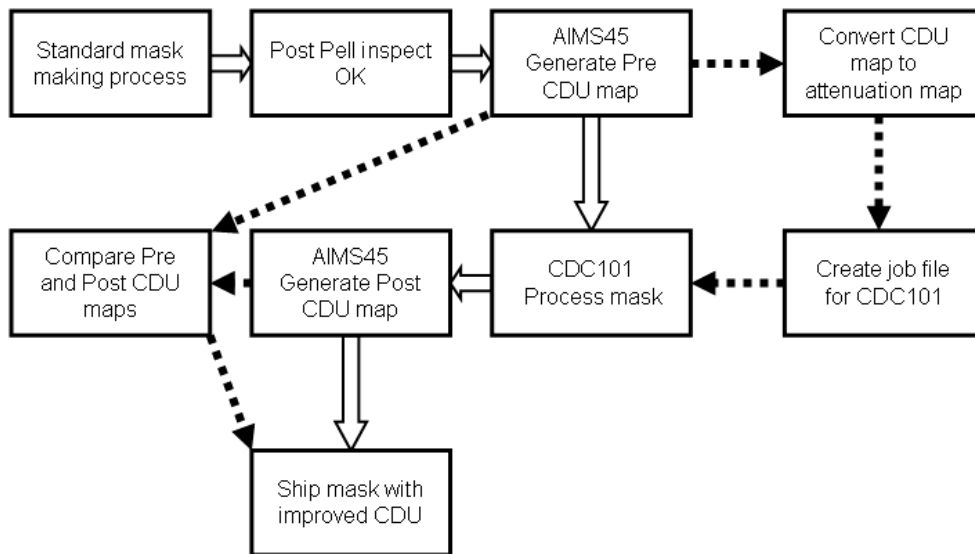 Standard mask
making process
Post Pell inspect
OK
AIMS45
Generate Pre
CDU map
Convert CDU
map to
attenuation map
Compare Pre
and Post CDU
maps
AIMS45
Generate Post
CDU map
CDC101
Process mask
Create job file
for CDC101
Ship mask with
improved CDU